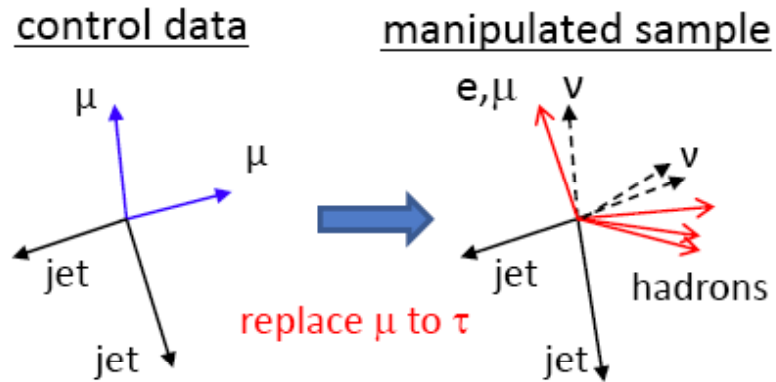 control data
μ
μ
jet
jet
replace μ to τ
manipulated sample
e,μ
ν
ν
jet
hadrons
jet